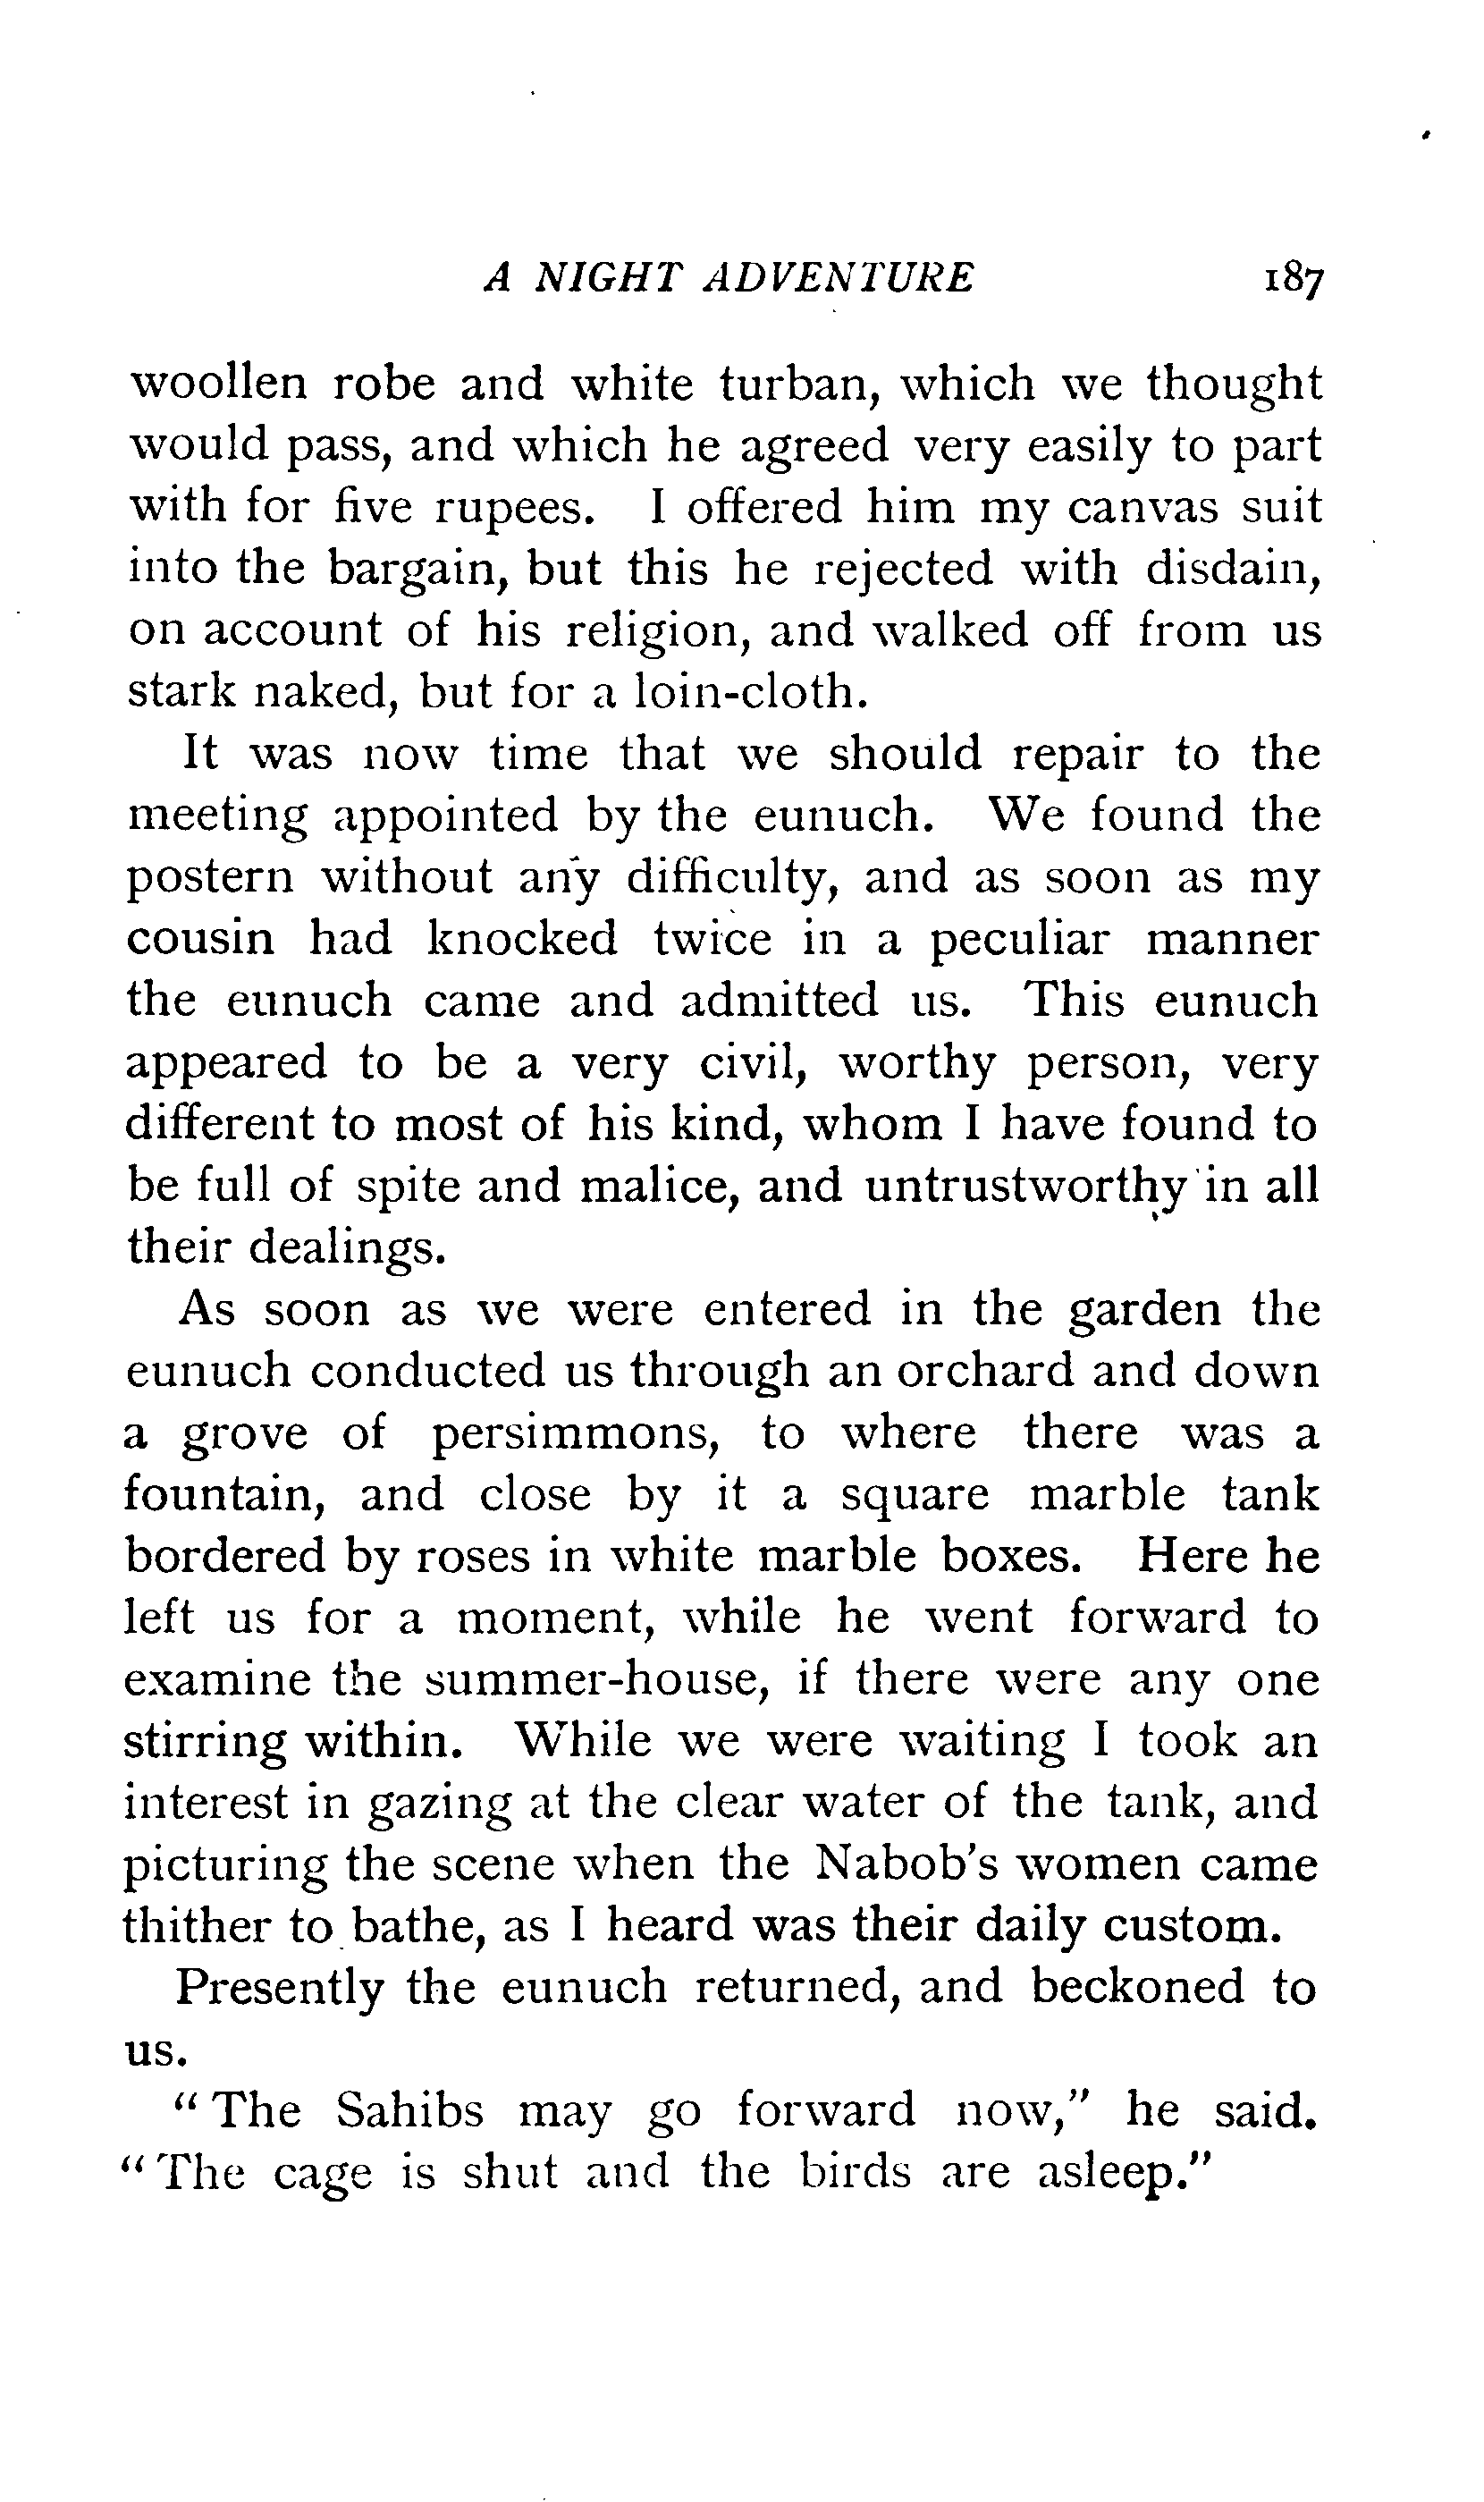 A NIGHT ADVENTURE 187
woollen robe and white turban, which we thought
would pass, and which he agreed very easily to part
with for five rupees. I offered him my canvas suit
into the bargain, but this he rejected with disdain,
on account of his religion, and walked off from us
stark naked, but for a loin-cloth.
It was now time that we should repair to the
meeting appointed by the eunuch. We found the
postern without any difficulty, and as soon as my
cousin had knocked twice in a peculiar manner
the eunuch came and admitted us. This eunuch
appeared to be a very civil, worthy person, very
different to most of his kind, whom I have found to
be full of spite and malice, and untrustworthy in all
their dealings.
As soon as we were entered in the garden the
eunuch conducted us through an orchard and down
a grove of persimmons, to where there was a
fountain, and close by it a square marble tank
bordered by roses in white marble boxes. Here he
left us for a moment, while he went forward to
examine the summer-house, if there were any one
stirring within. While we were waiting I took an
interest in gazing at the clear water of the tank, and
picturing the scene when the Nabob's women came
thither to bathe, as I heard was their daily custom.
Presently the eunuch returned, and beckoned to
us.
"The Sahibs may go forward now," he said.
"The cage is shut and the birds are asleep."